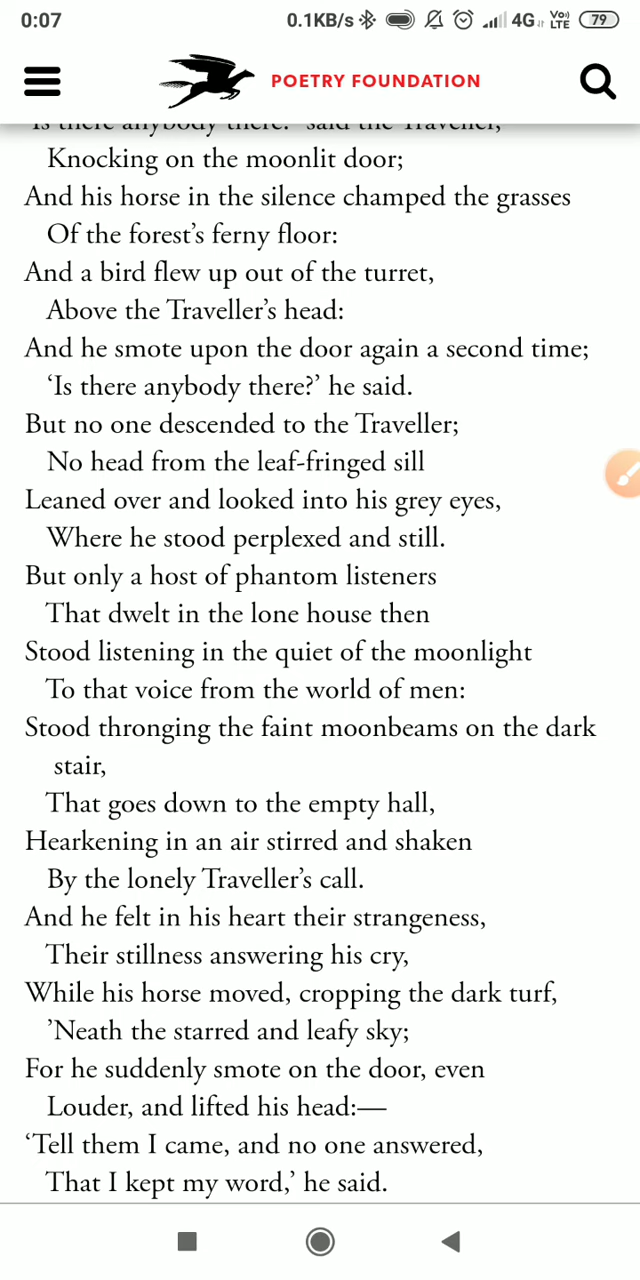 0:07 0.1KB/s 4G Vo) LTE 79
POETRY FOUNDATION
'Is there anybody there?' said the Traveller,
Knocking on the moonlit door;
And his horse in the silence champed the grasses
Of the forest's ferny floor:
And a bird flew up out of the turret,
Above the Traveller's head:
And he smote upon the door again a second time;
‘Is there anybody there?’ he said.
But no one descended to the Traveller;
No head from the leaf-fringed sill
Leaned over and looked into his grey eyes,
Where he stood perplexed and still.
But only a host of phantom listeners
That dwelt in the lone house then
Stood listening in the quiet of the moonlight
To that voice from the world of men:
Stood thronging the faint moonbeams on the dark
stair,
That goes down to the empty hall,
Hearkening in an air stirred and shaken
By the lonely Traveller’s call.
And he felt in his heart their strangeness,
Their stillness answering his cry,
While his horse moved, cropping the dark turf,
’Neath the starred and leafy sky;
For he suddenly smote on the door, even
Louder, and lifted his head:—
‘Tell them I came, and no one answered,
That I kept my word,’ he said.